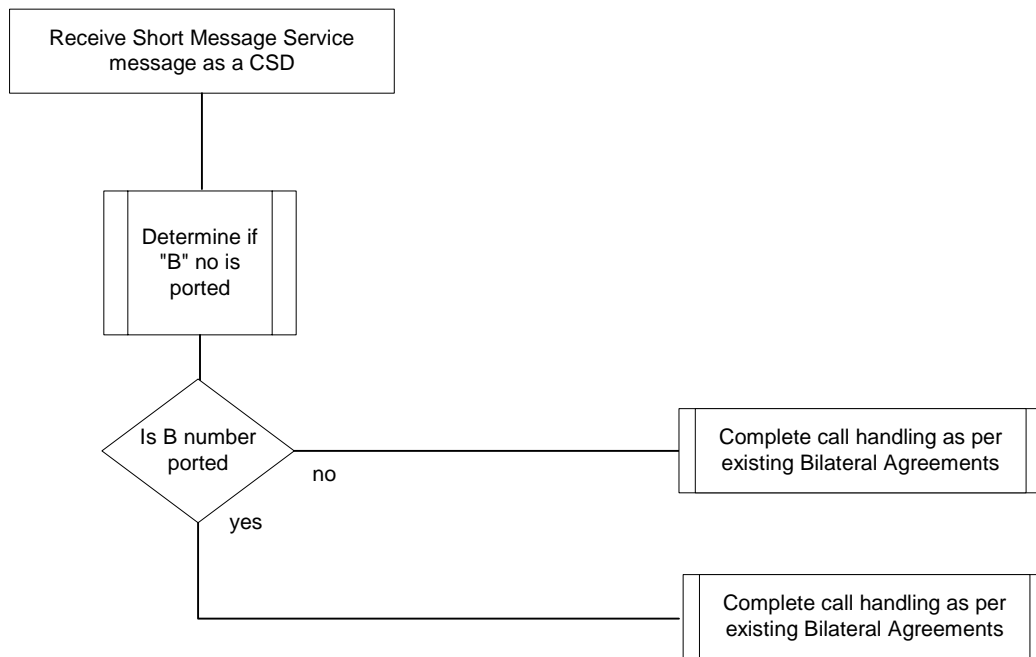 Receive Short Message Service
message as a CSD
Determine if
"B" no is
ported
Is B number
ported
no
Complete call handling as per
existing Bilateral Agreements
yes
Complete call handling as per
existing Bilateral Agreements